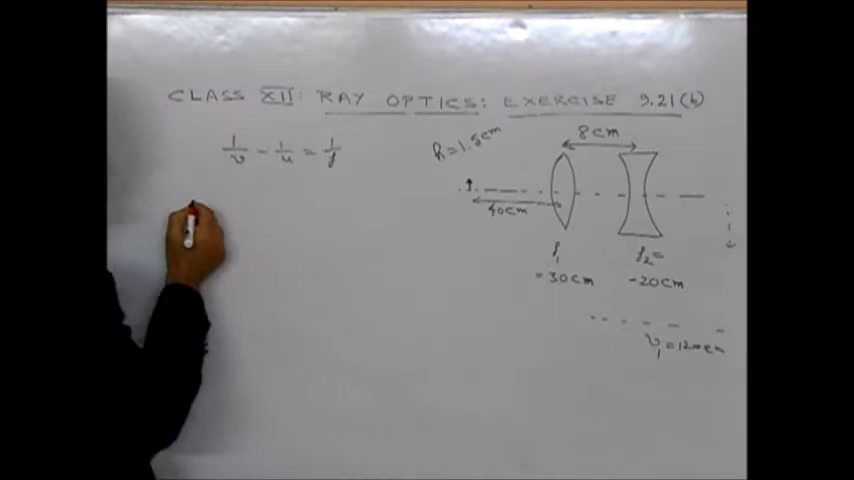 CLASS XII: RAY OPTICS: EXERCISE 9.21(b)
1/v - 1/u = 1/f
h=1.5cm
8cm
40cm
f₁ = 30cm
f₂ = -20cm
v₁ = 120cm